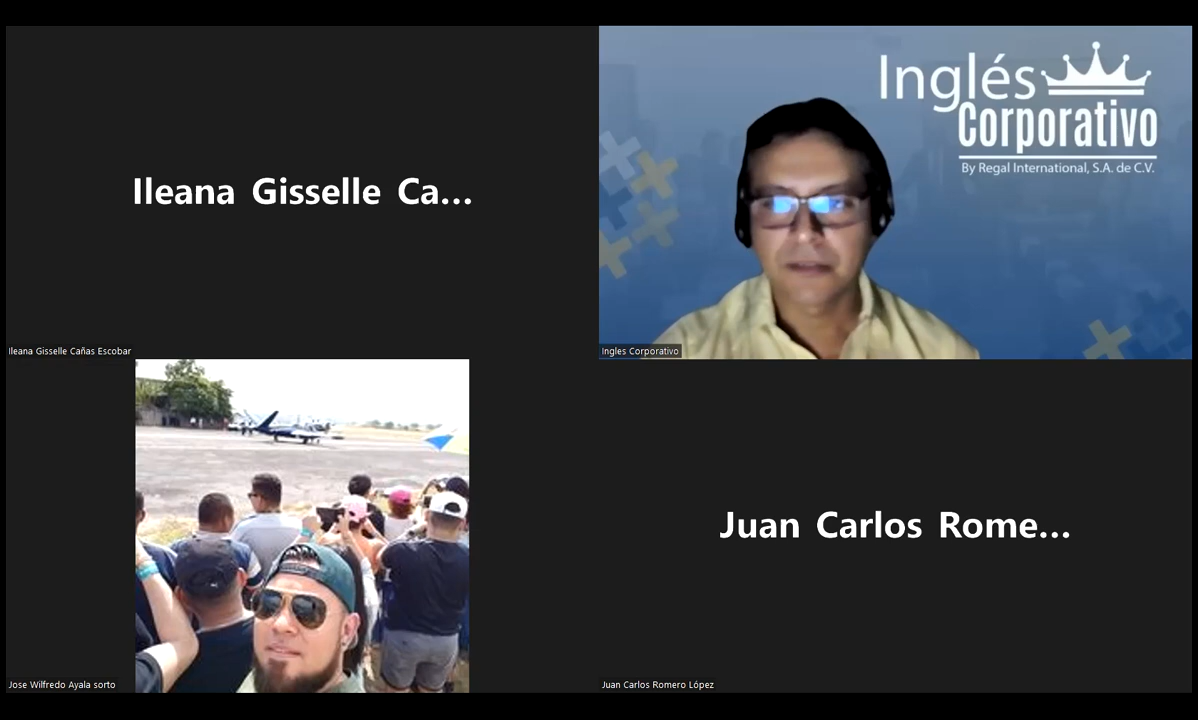 Ileana Gisselle Ca...
Ileana Gisselle Cañas Escobar
Inglés
Corporativo
By Regal International, S.A. de C.V.
Ingles Corporativo
Jose Wilfredo Ayala sorto
Juan Carlos Rome...
Juan Carlos Romero López